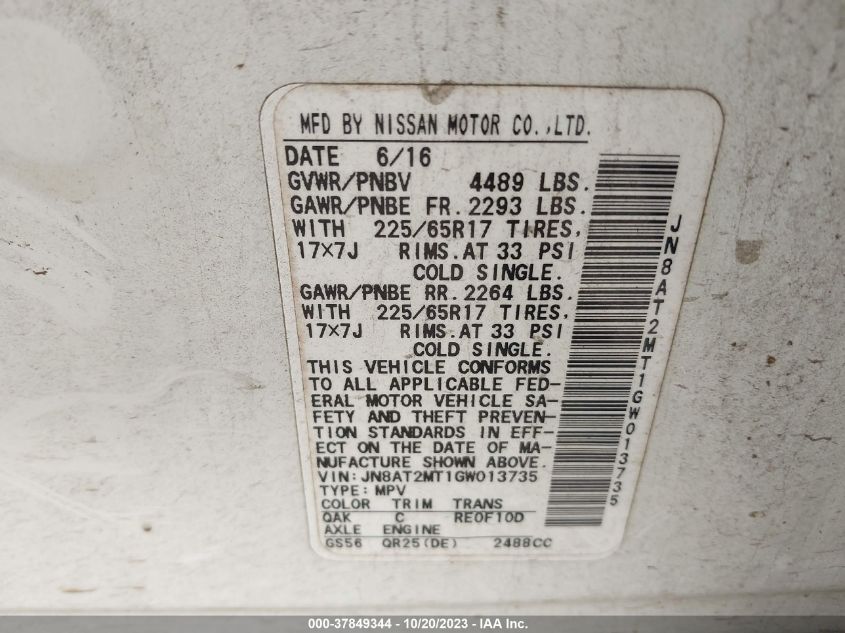 MFD BY NISSAN MOTOR CO.,LTD.
DATE 6/16
GVWR/PNBV 4489 LBS.
GAWR/PNBE FR. 2293 LBS.
WITH 225/65R17 TIRES,
17×7J RIMS.AT 33 PSI
COLD SINGLE.
GAWR/PNBE RR. 2264 LBS.
WITH 225/65R17 TIRES,
17×7J RIMS.AT 33 PSI
COLD SINGLE.
THIS VEHICLE CONFORMS
TO ALL APPLICABLE FED-
ERAL MOTOR VEHICLE SA-
FETY AND THEFT PREVEN-
TION STANDARDS IN EFF-
ECT ON THE DATE OF MA-
NUFACTURE SHOWN ABOVE.
VIN:JN8AT2MT1GW013735
TYPE:MPV
COLOR TRIM TRANS
QAK C RE0F10D
AXLE ENGINE
GS56 QR25(DE) 2488CC
JN8AT2MT1GW013735
000-37849344 - 10/20/2023 - IAA Inc.